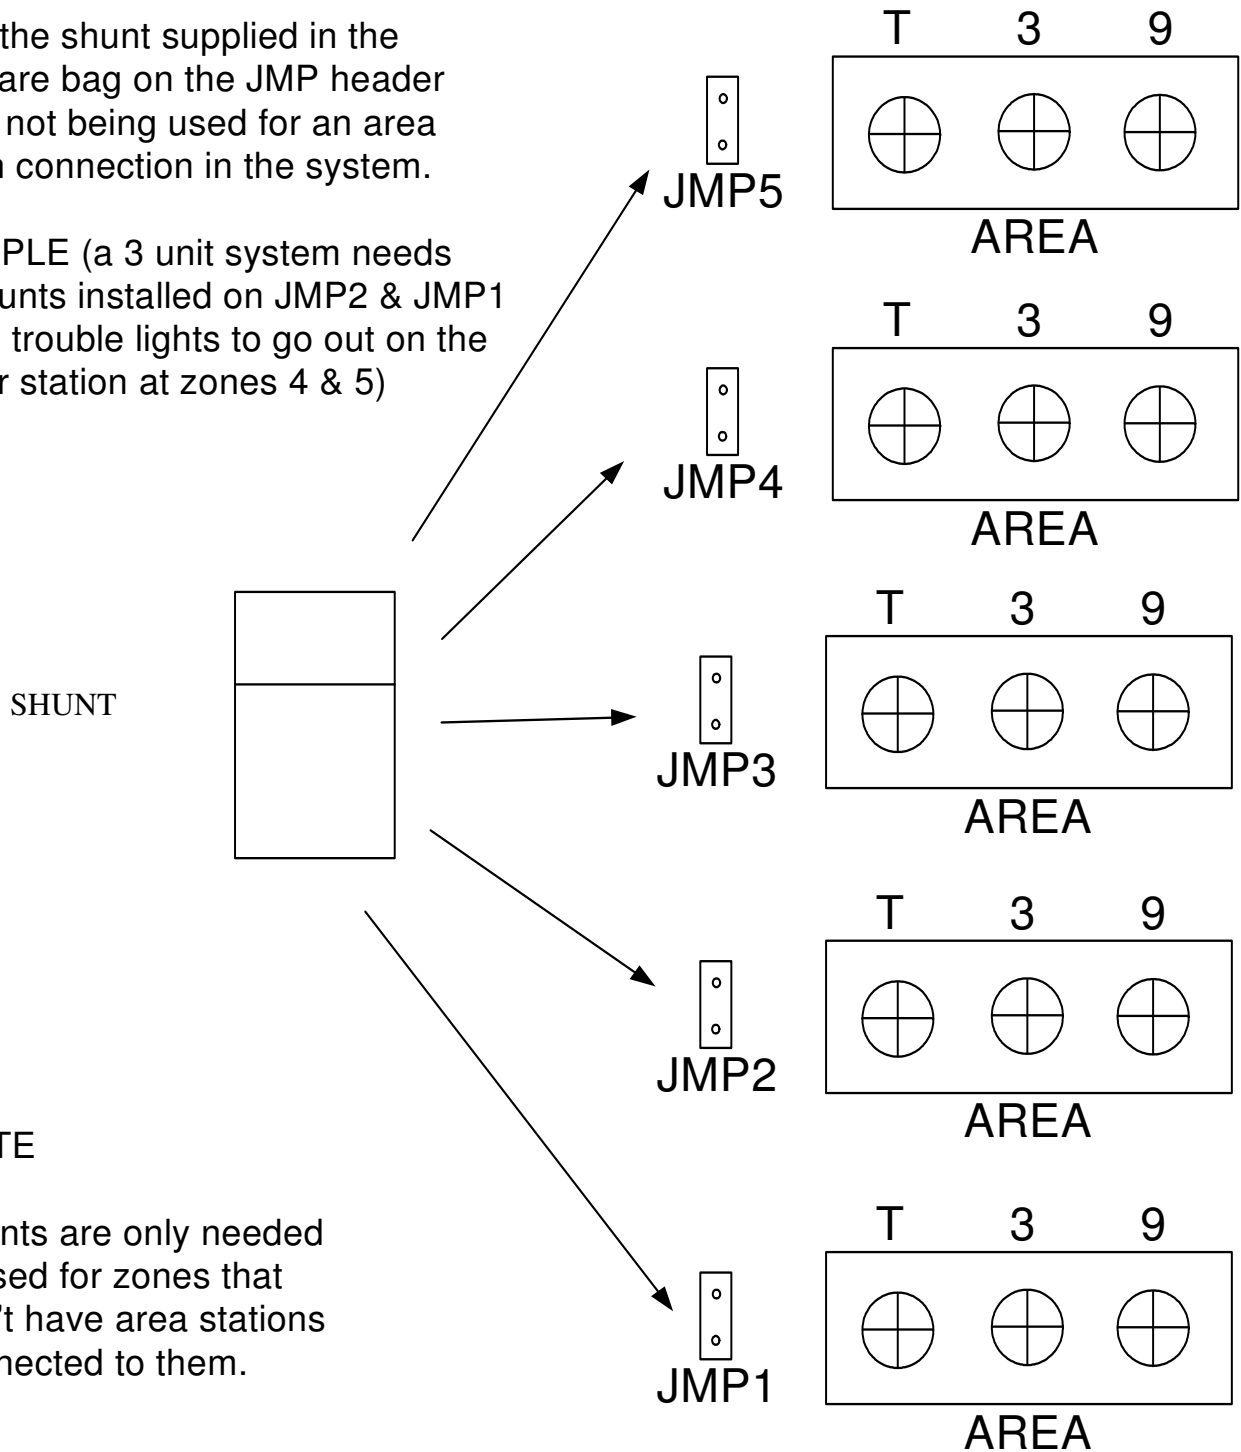 the shunt supplied in the
are bag on the JMP header
not being used for an area
n connection in the system.
PLE (a 3 unit system needs
unts installed on JMP2 & JMP1
trouble lights to go out on the
r station at zones 4 & 5)
T 3 9
JMP5
AREA
T 3 9
JMP4
AREA
SHUNT
T 3 9
JMP3
AREA
T 3 9
JMP2
AREA
TE
nts are only needed
sed for zones that
't have area stations
nected to them.
T 3 9
JMP1
AREA